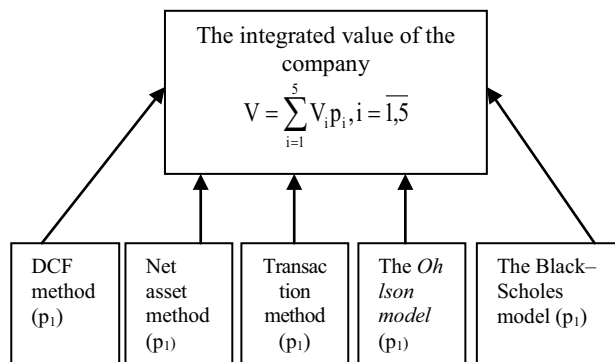 The integrated value of the
company
V = ∑_{i=1}^{5} V_i p_i, i = \overline{1,5}
DCF
method
(p₁)
Net
asset
method
(p₁)
Transac
tion
method
(p₁)
The Oh
lson
model
(p₁)
The Black–
Scholes
model (p₁)